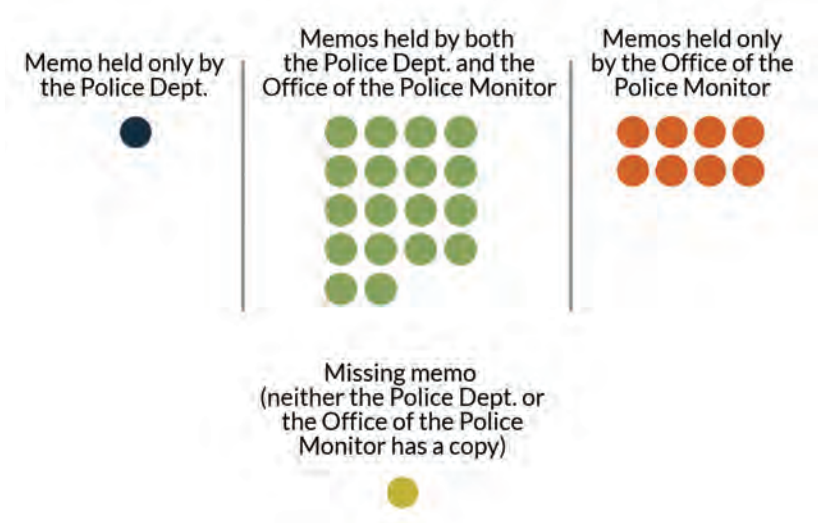 Memo held only by
the Police Dept.
Memos held by both
the Police Dept. and the
Office of the Police Monitor
Memos held only
by the Office of the
Police Monitor
Missing memo
(neither the Police Dept. or
the Office of the Police
Monitor has a copy)